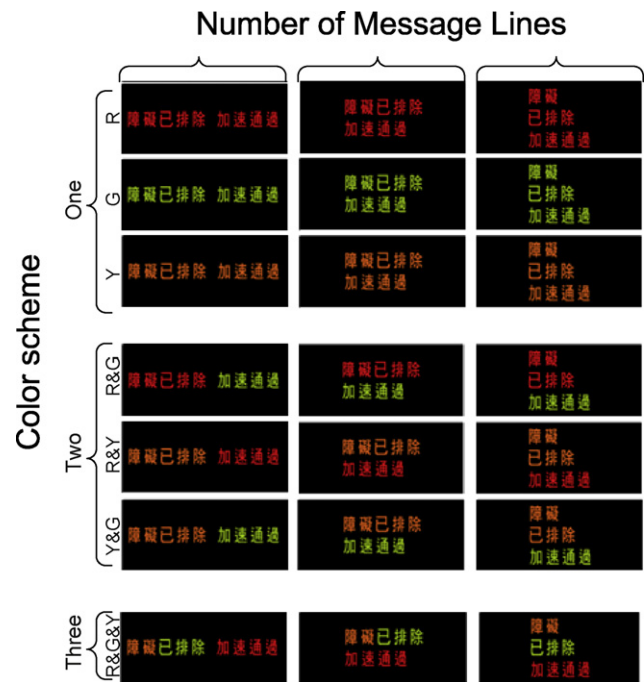 Number of Message Lines
Color scheme
One
R
障礙已排除 加速通過
障礙已排除
加速通過
障礙
已排除
加速通過
G
障礙已排除 加速通過
障礙已排除
加速通過
障礙
已排除
加速通過
Y
障礙已排除 加速通過
障礙已排除
加速通過
障礙
已排除
加速通過
Two
R&G
障礙已排除 加速通過
障礙已排除
加速通過
障礙
已排除
加速通過
R&Y
障礙已排除 加速通過
障礙已排除
加速通過
障礙
已排除
加速通過
Y&G
障礙已排除 加速通過
障礙已排除
加速通過
障礙
已排除
加速通過
Three
R&G&Y
障礙已排除 加速通過
障礙已排除
加速通過
障礙
已排除
加速通過